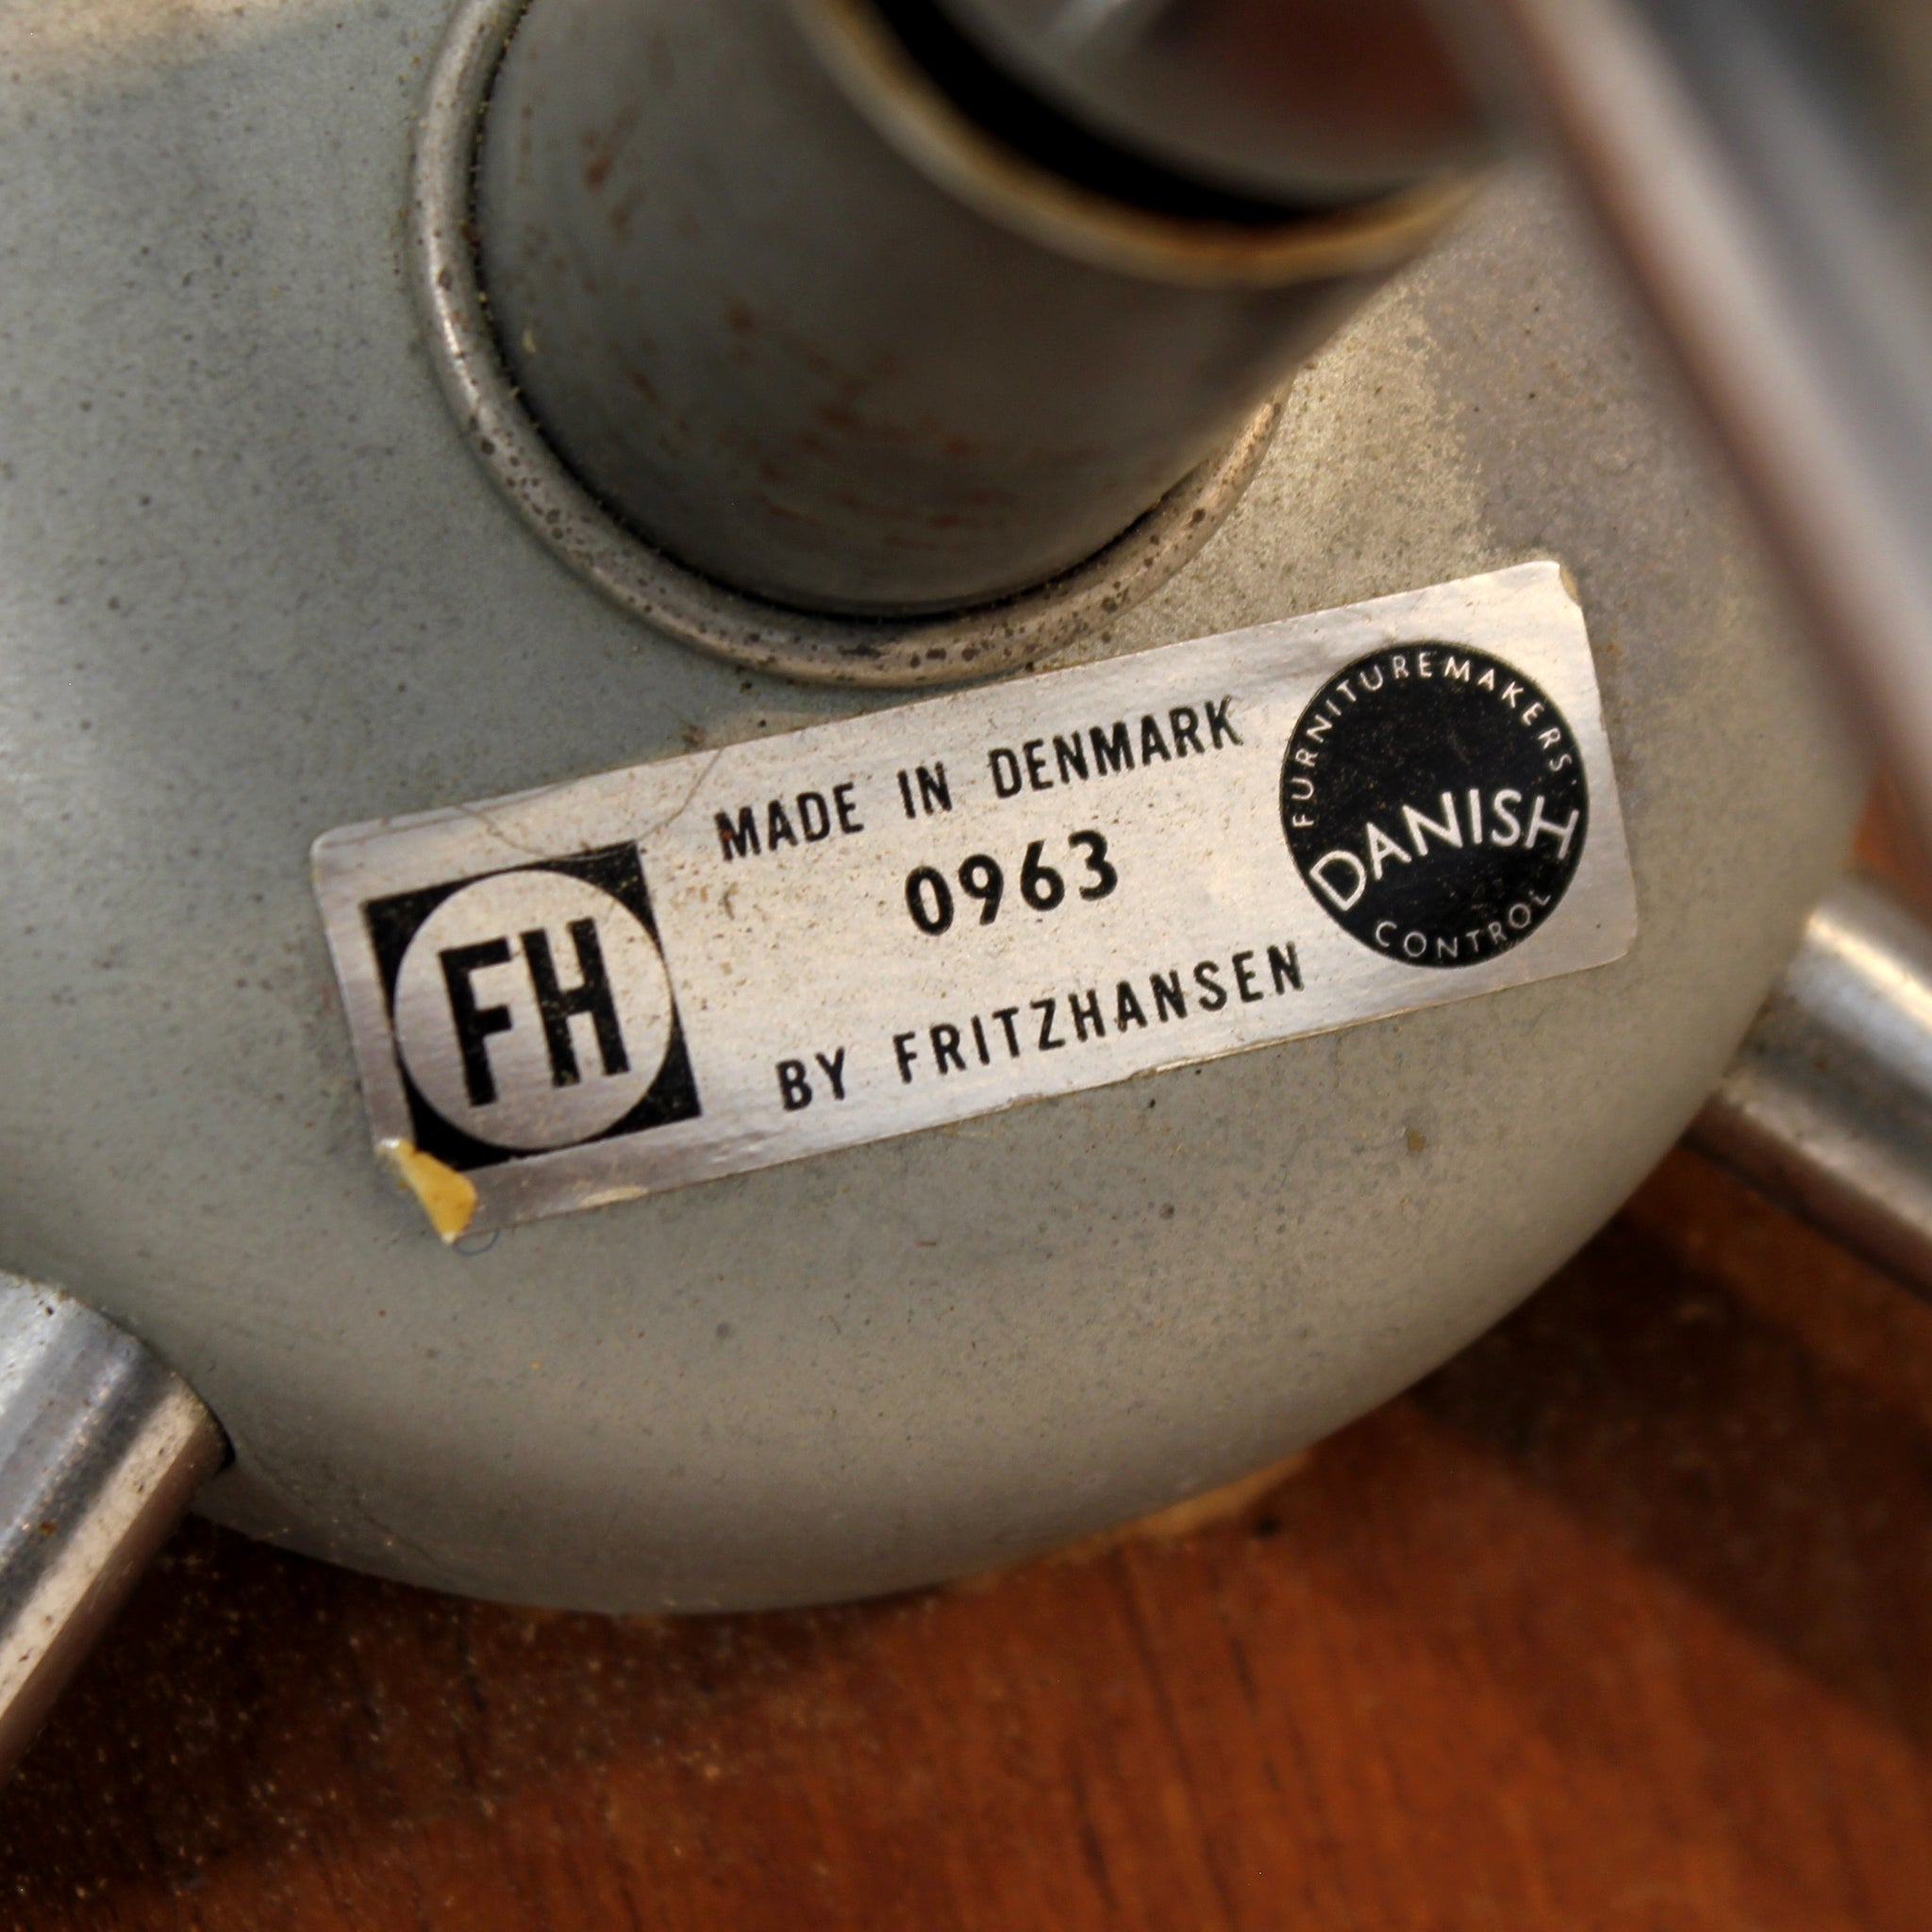 FH
MADE IN DENMARK
0963
BY FRITZHANSEN
FURNITUREMAKERS'
DANISH
CONTROL